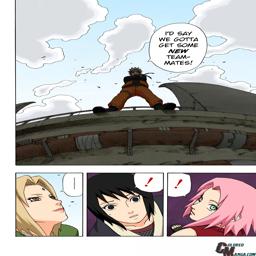 I'D SAY
WE GOTTA
GET SOME
NEW
TEAM-
MATES!
!
!
!
COLORED
MANGA.COM